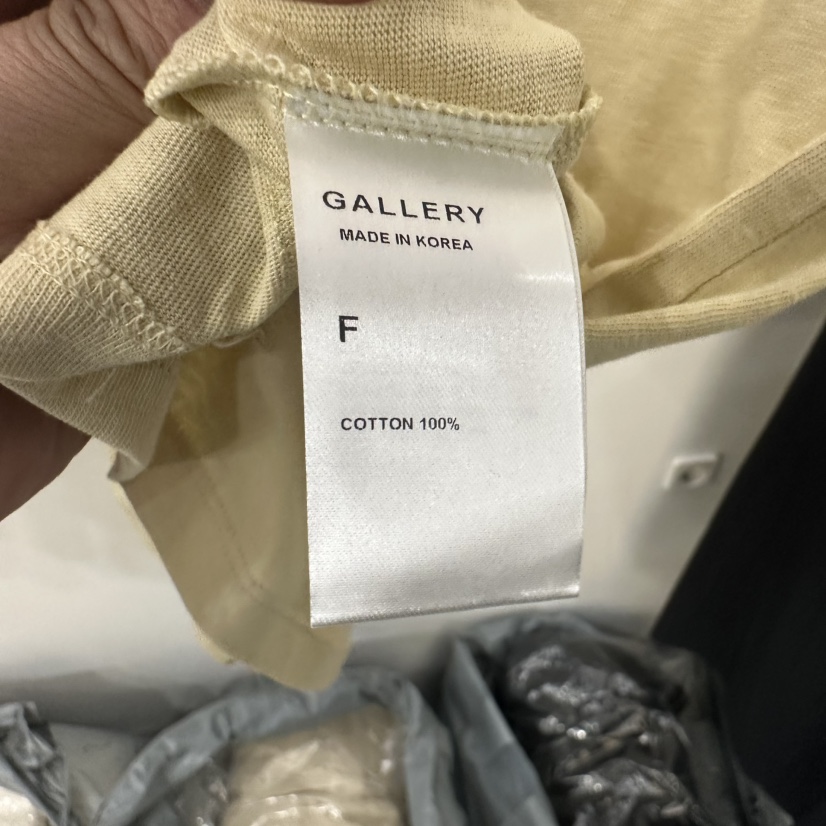 GALLERY
MADE IN KOREA
F
COTTON 100%